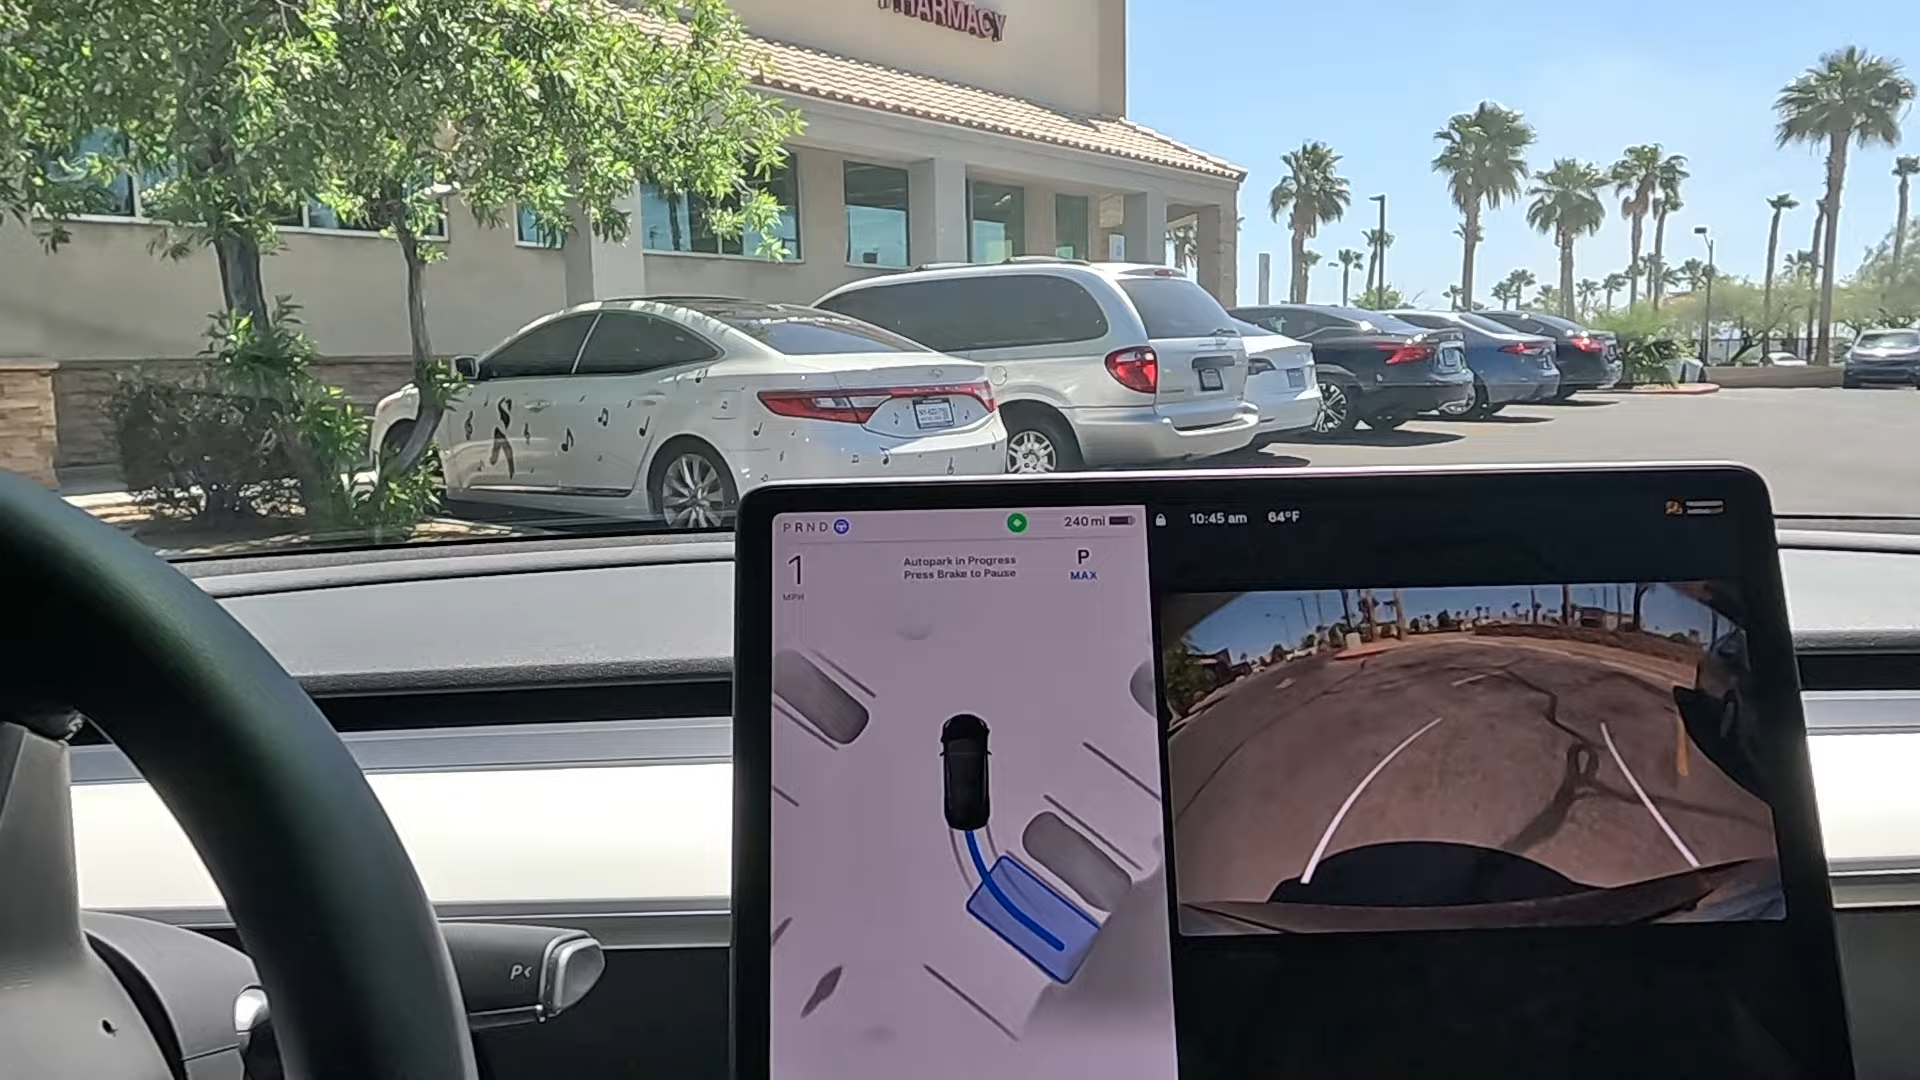 PHARMACY
PRND
240 mi
10:45 am
64°F
1
MPH
Autopark in Progress
Press Brake to Pause
P
MAX
P<